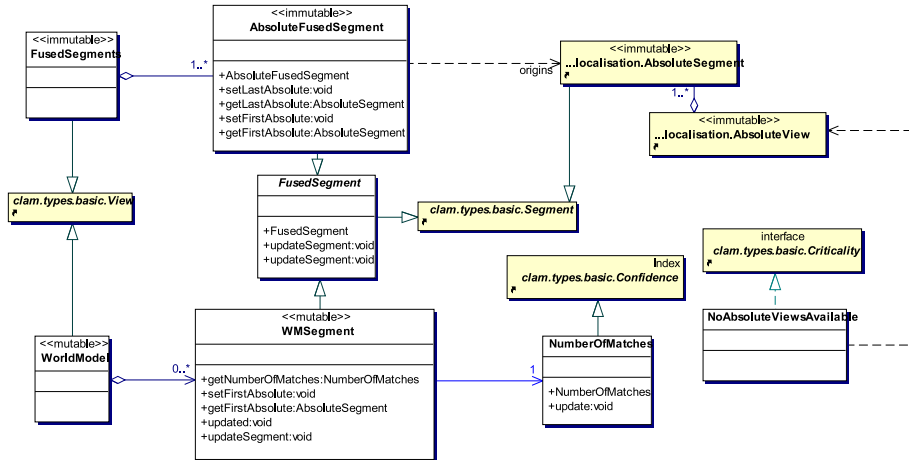 <<immutable>>
FusedSegments
<<immutable>>
AbsoluteFusedSegment
+AbsoluteFusedSegment
+setLastAbsolute:void
+getLastAbsolute:AbsoluteSegment
+setFirstAbsolute:void
+getFirstAbsolute:AbsoluteSegment
1..*
origins
<<immutable>>
...localisation.AbsoluteSegment
1..*
<<immutable>>
...localisation.AbsoluteView
clam.types.basic.View
FusedSegment
+FusedSegment
+updateSegment:void
+updateSegment:void
clam.types.basic.Segment
Index
clam.types.basic.Confidence
interface
clam.types.basic.Criticality
<<mutable>>
WorldModel
0..*
<<mutable>>
WMSegment
+getNumberOfMatches:NumberOfMatches
+setFirstAbsolute:void
+getFirstAbsolute:AbsoluteSegment
+updated:void
+updateSegment:void
1
NumberOfMatches
+NumberOfMatches
+update:void
NoAbsoluteViewsAvailable